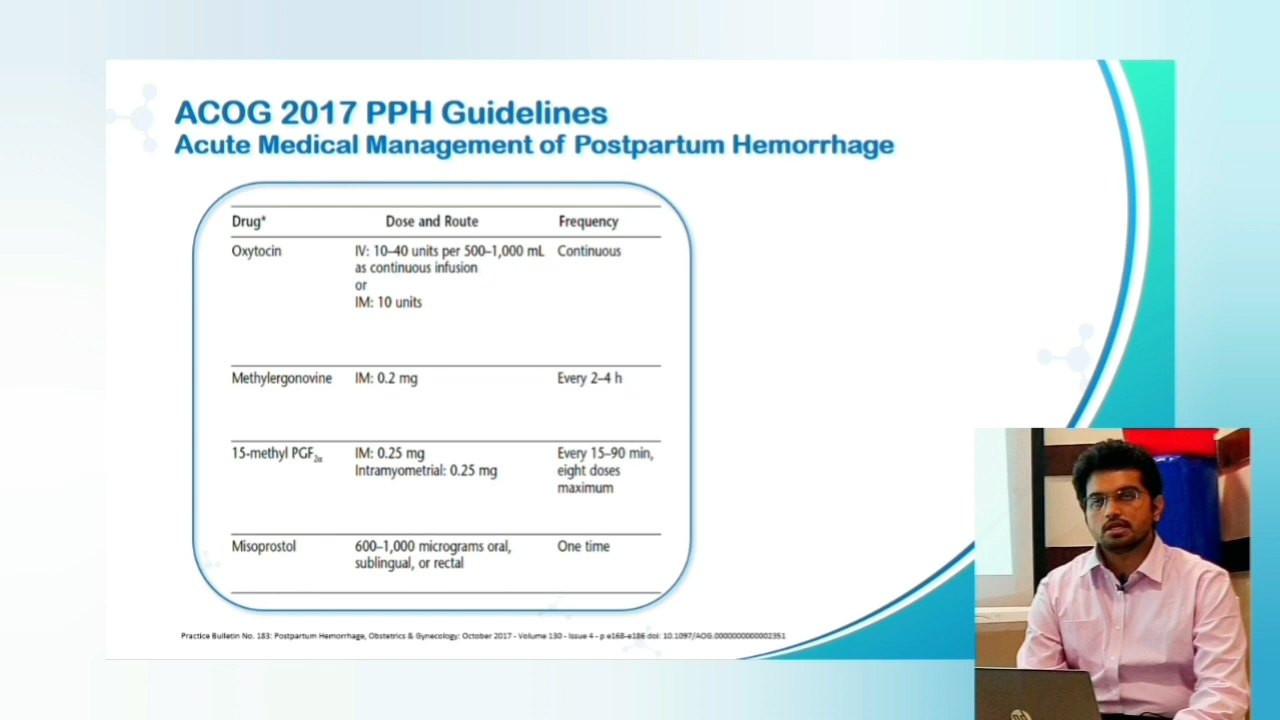 ACOG 2017 PPH Guidelines
Acute Medical Management of Postpartum Hemorrhage
Drug* Dose and Route Frequency
Oxytocin IV: 10–40 units per 500–1,000 mL Continuous
as continuous infusion
or
IM: 10 units
Methylergonovine IM: 0.2 mg Every 2–4 h
15-methyl PGF2α IM: 0.25 mg Every 15–90 min,
Intramyometrial: 0.25 mg eight doses
maximum
Misoprostol 600–1,000 micrograms oral, One time
sublingual, or rectal
Practice Bulletin No. 183: Postpartum Hemorrhage, Obstetrics & Gynecology: October 2017 - Volume 130 - Issue 4 - p e168-e186 doi: 10.1097/AOG.0000000000002351
hp